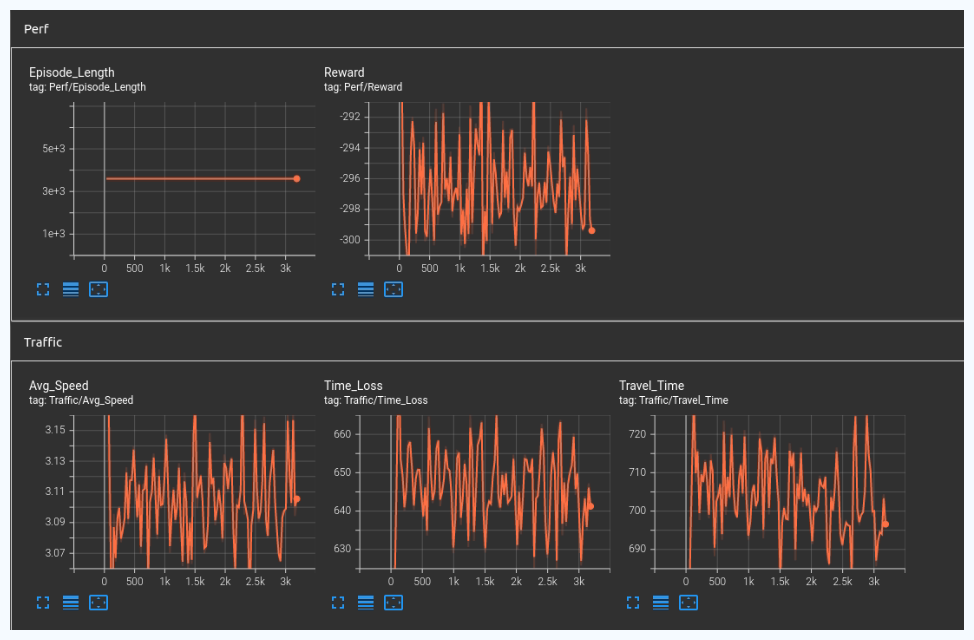 Perf
Episode_Length
tag: Perf/Episode_Length
5e+3
3e+3
1e+3
0 500 1k 1.5k 2k 2.5k 3k
Reward
tag: Perf/Reward
-292
-294
-296
-298
-300
0 500 1k 1.5k 2k 2.5k 3k
Traffic
Avg_Speed
tag: Traffic/Avg_Speed
3.15
3.13
3.11
3.09
3.07
0 500 1k 1.5k 2k 2.5k 3k
Time_Loss
tag: Traffic/Time_Loss
660
650
640
630
0 500 1k 1.5k 2k 2.5k 3k
Travel_Time
tag: Traffic/Travel_Time
720
710
700
690
0 500 1k 1.5k 2k 2.5k 3k